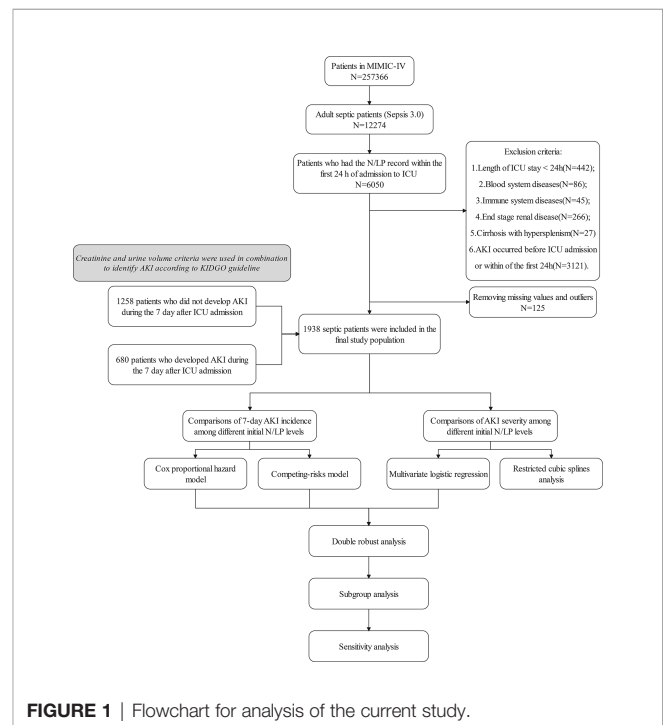 Patients in MIMIC-IV
N=257366
Adult septic patients (Sepsis 3.0)
N=12274
Patients who had the N/LP record within the
first 24 h of admission to ICU
N=6050
Exclusion criteria:
1.Length of ICU stay < 24h(N=442);
2.Blood system diseases(N=86);
3.Immune system diseases(N=45);
4.End stage renal disease(N=266);
5.Cirrhosis with hypersplenism(N=27)
6.AKI occurred before ICU admission
or within of the first 24h(N=3121).
Creatinine and urine volume criteria were used in combination
to identify AKI according to KIDGO guideline
1258 patients who did not develop AKI
during the 7 day after ICU admission
Removing missing values and outliers
N=125
1938 septic patients were included in the
final study population
680 patients who developed AKI during
the 7 day after ICU admission
Comparisons of 7-day AKI incidence
among different initial N/LP levels
Comparisons of AKI severity among
different initial N/LP levels
Cox proportional hazard
model
Competing-risks model
Multivariate logistic regression
Restricted cubic splines
analysis
Double robust analysis
Subgroup analysis
Sensitivity analysis
FIGURE 1 | Flowchart for analysis of the current study.